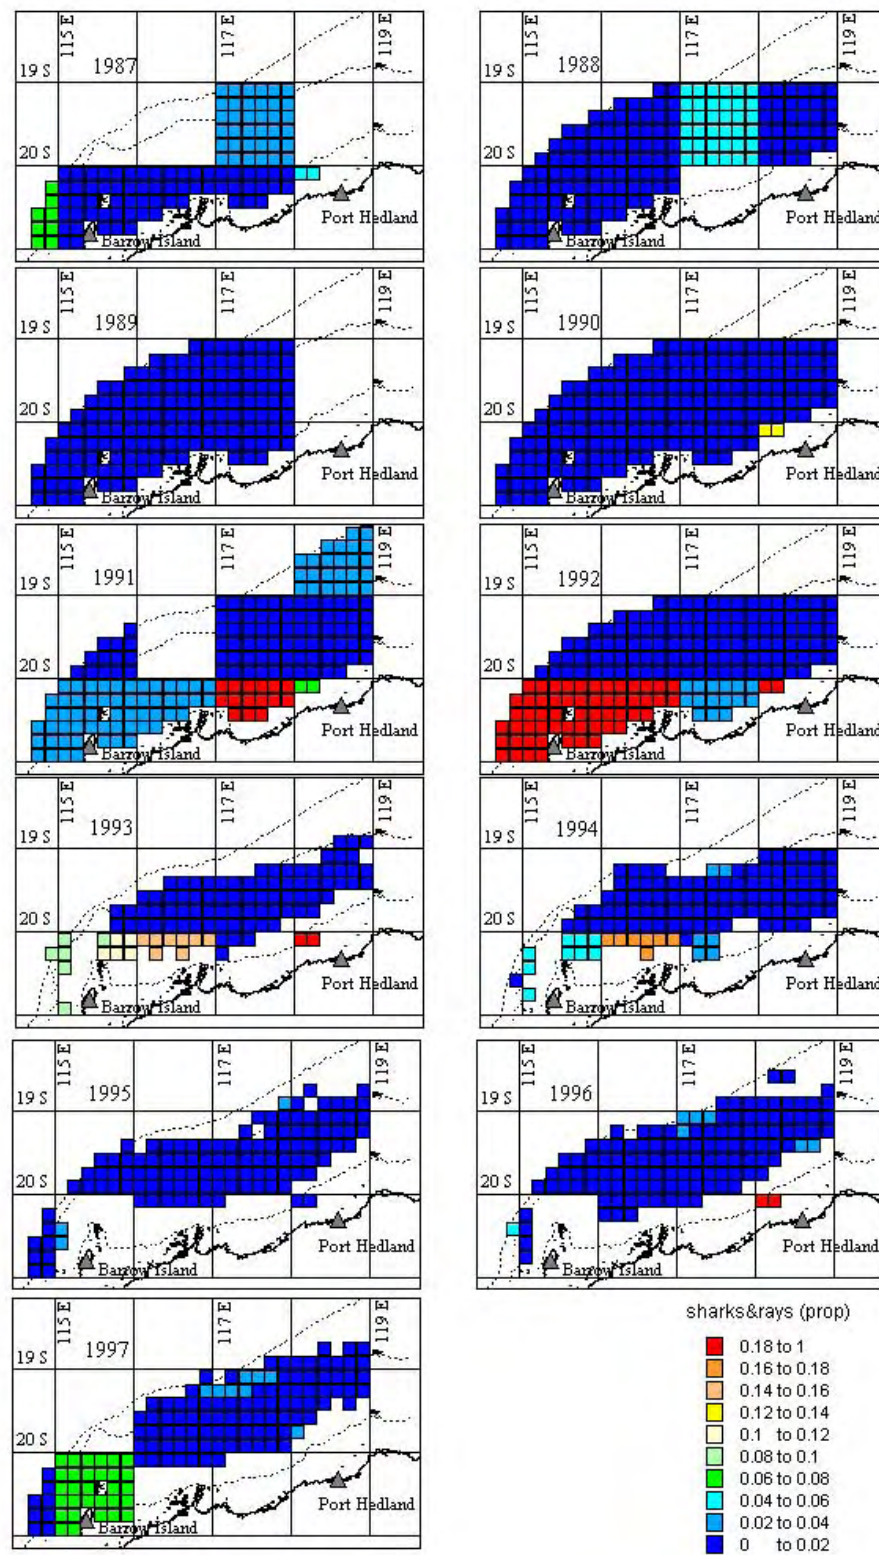 115 E
117 E
119 E
19 S
1987
20 S
Port Hedland
Barrow Island
115 E
117 E
119 E
19 S
1988
20 S
Port Hedland
Barrow Island
115 E
117 E
119 E
19 S
1989
20 S
Port Hedland
Barrow Island
115 E
117 E
119 E
19 S
1990
20 S
Port Hedland
Barrow Island
115 E
117 E
119 E
19 S
1991
20 S
Port Hedland
Barrow Island
115 E
117 E
119 E
19 S
1992
20 S
Port Hedland
Barrow Island
115 E
117 E
119 E
19 S
1993
20 S
Port Hedland
Barrow Island
115 E
117 E
119 E
19 S
1994
20 S
Port Hedland
Barrow Island
115 E
117 E
119 E
19 S
1995
20 S
Port Hedland
Barrow Island
115 E
117 E
119 E
19 S
1996
20 S
Port Hedland
Barrow Island
115 E
117 E
119 E
19 S
1997
20 S
Port Hedland
Barrow Island
sharks&rays (prop)
0.18 to 1
0.16 to 0.18
0.14 to 0.16
0.12 to 0.14
0.1 to 0.12
0.08 to 0.1
0.06 to 0.08
0.04 to 0.06
0.02 to 0.04
0 to 0.02